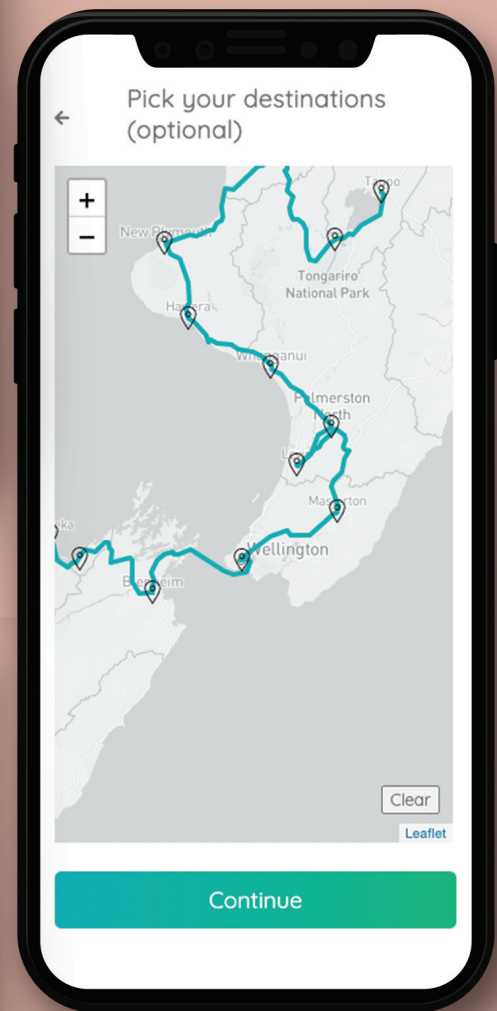 Pick your destinations
(optional)
+
−
Taupo
New Plymouth
Tongariro
National Park
Hawera
Whanganui
Palmerston
North
Masterton
Wellington
Blenheim
Clear
Leaflet
Continue